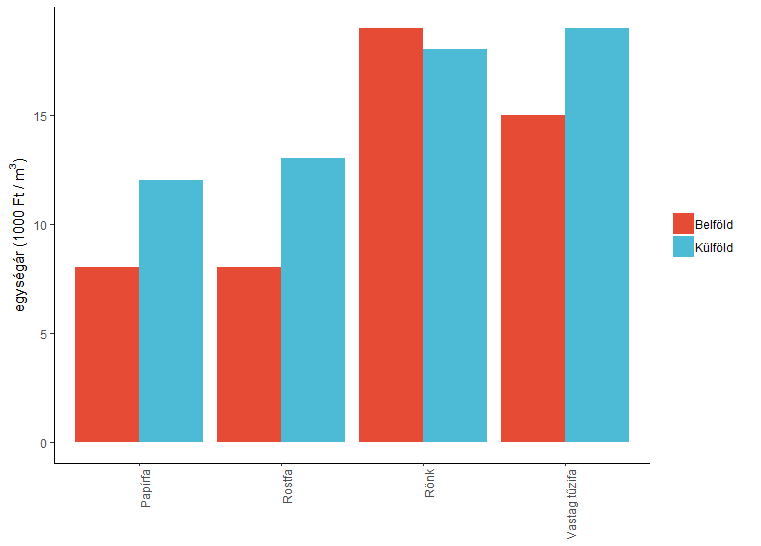 egységár (1000 Ft / m³)
15
10
5
0
Papírfa
Rostfa
Rönk
Vastag tűzifa
Belföld
Külföld